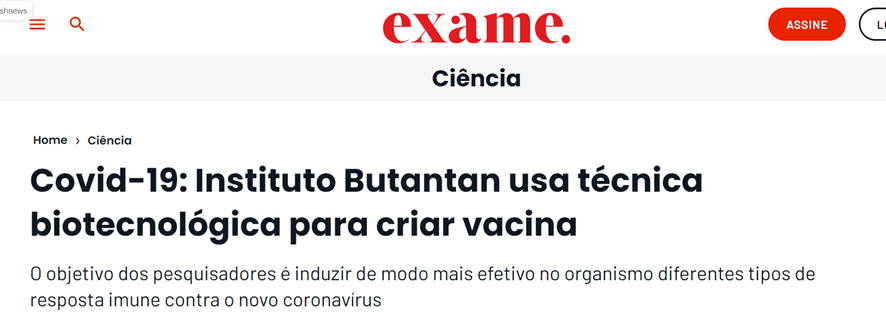 shnews
exame.
ASSINE
Ciência
Home > Ciência
Covid-19: Instituto Butantan usa técnica
biotecnológica para criar vacina
O objetivo dos pesquisadores é induzir de modo mais efetivo no organismo diferentes tipos de
resposta imune contra o novo coronavírus